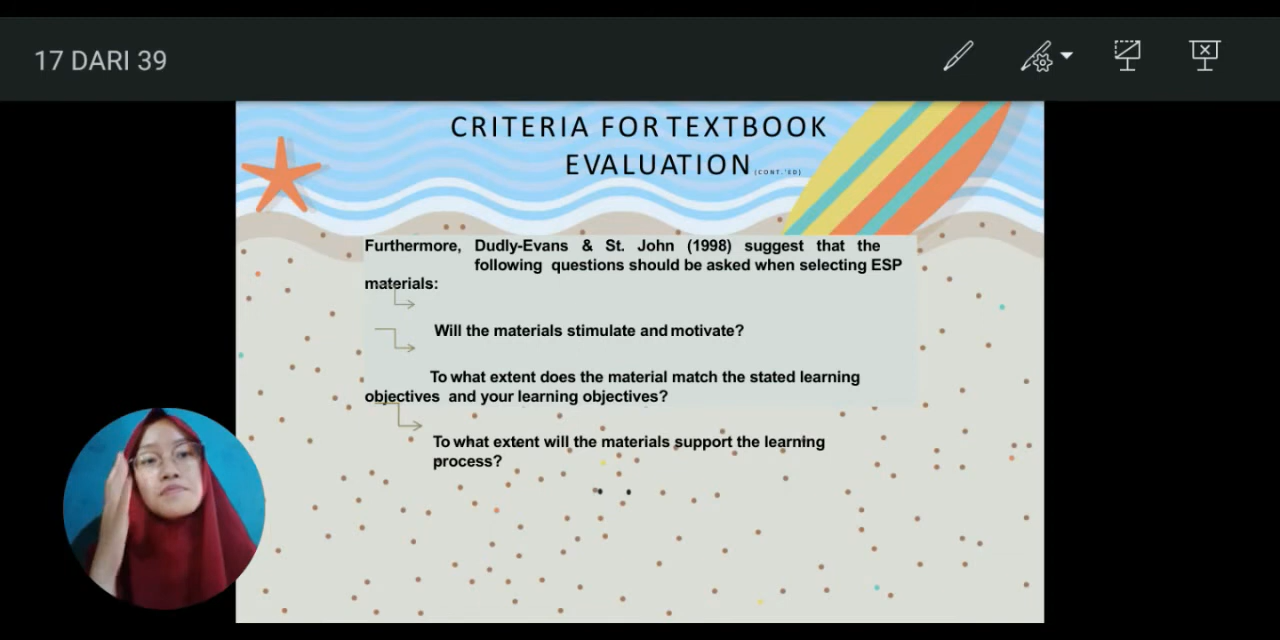 17 DARI 39
CRITERIA FOR TEXTBOOK
EVALUATION (CONT.'ED)
Furthermore, Dudly-Evans & St. John (1998) suggest that the
following questions should be asked when selecting ESP
materials:
Will the materials stimulate and motivate?
To what extent does the material match the stated learning
objectives and your learning objectives?
To what extent will the materials support the learning
process?